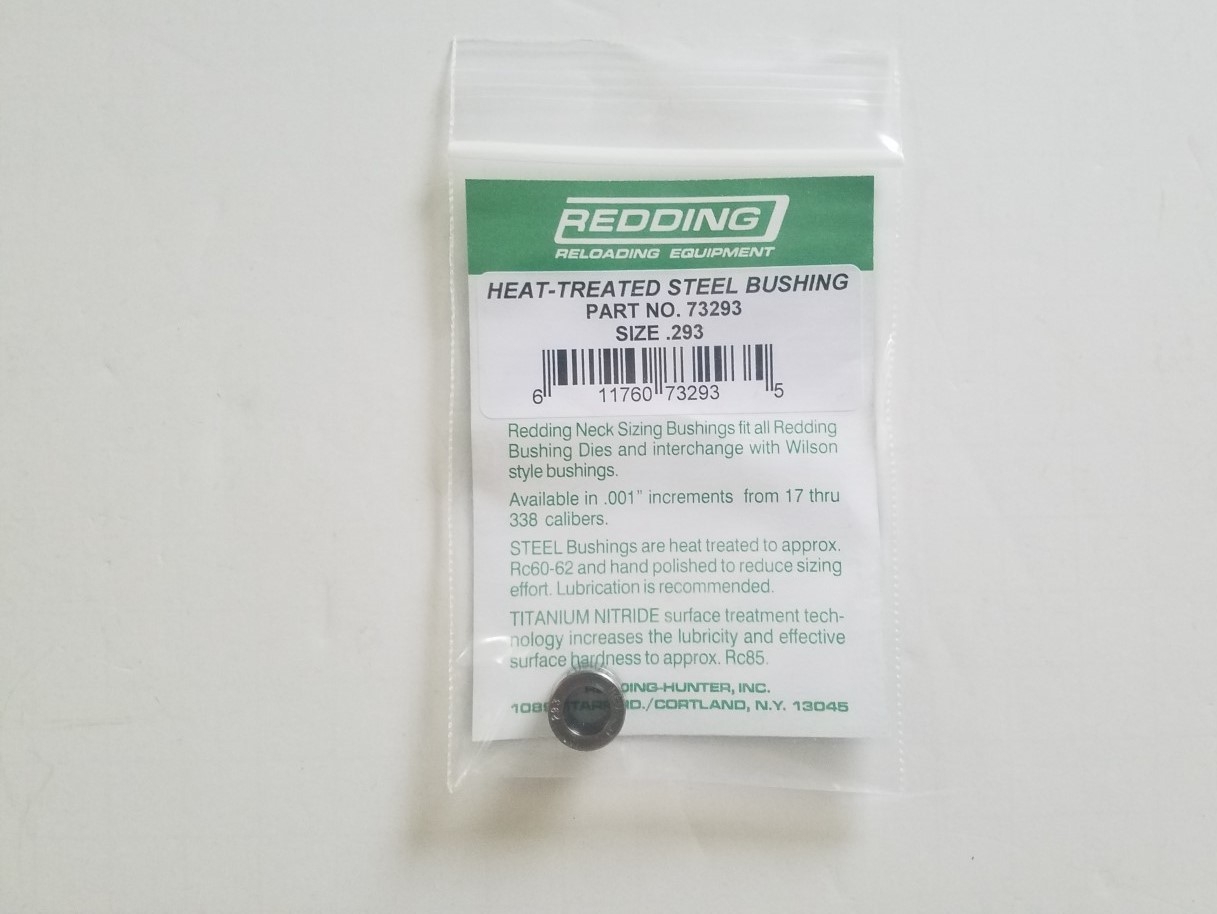 REDDING
RELOADING EQUIPMENT
HEAT-TREATED STEEL BUSHING
PART NO. 73293
SIZE .293
6 11760 73293 5
Redding Neck Sizing Bushings fit all Redding
Bushing Dies and interchange with Wilson
style bushings.
Available in .001" increments from 17 thru
338 calibers.
STEEL Bushings are heat treated to approx.
Rc60-62 and hand polished to reduce sizing
effort. Lubrication is recommended.
TITANIUM NITRIDE surface treatment tech-
nology increases the lubricity and effective
surface hardness to approx. Rc85.
DING-HUNTER, INC.
RD./CORTLAND, N.Y. 13045
293